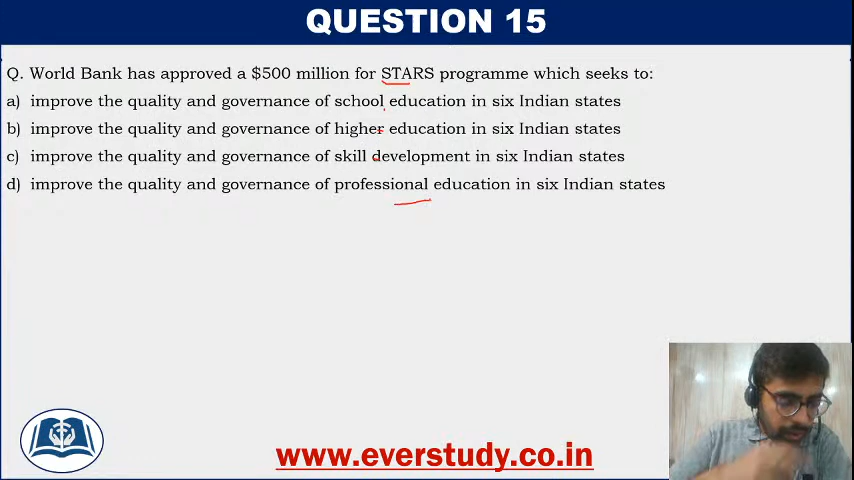 QUESTION 15
Q. World Bank has approved a $500 million for STARS programme which seeks to:
a) improve the quality and governance of school education in six Indian states
b) improve the quality and governance of higher education in six Indian states
c) improve the quality and governance of skill development in six Indian states
d) improve the quality and governance of professional education in six Indian states
www.everstudy.co.in